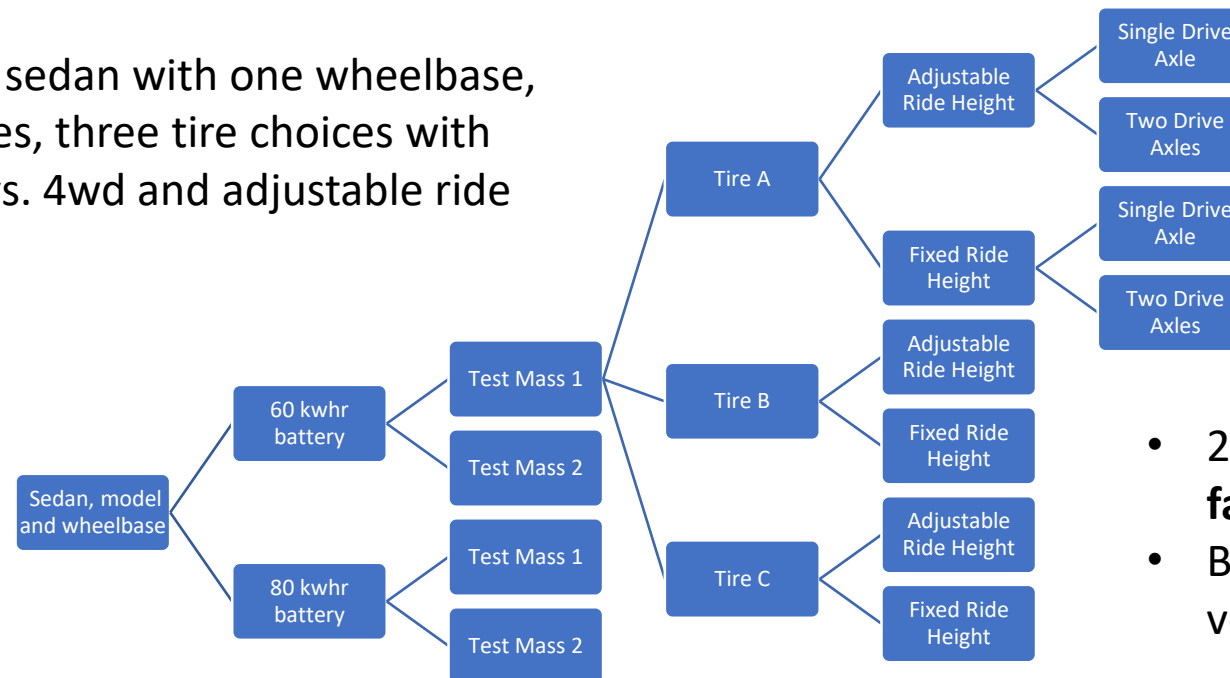 sedan with one wheelbase,
es, three tire choices with
s. 4wd and adjustable ride
Sedan, model
and wheelbase
60 kwhr
battery
80 kwhr
battery
Test Mass 1
Test Mass 2
Test Mass 1
Test Mass 2
Tire A
Tire B
Tire C
Adjustable
Ride Height
Fixed Ride
Height
Adjustable
Ride Height
Fixed Ride
Height
Adjustable
Ride Height
Fixed Ride
Height
Single Drive
Axle
Two Drive
Axles
Single Drive
Axle
Two Drive
Axles
• 2
fa
• B
v